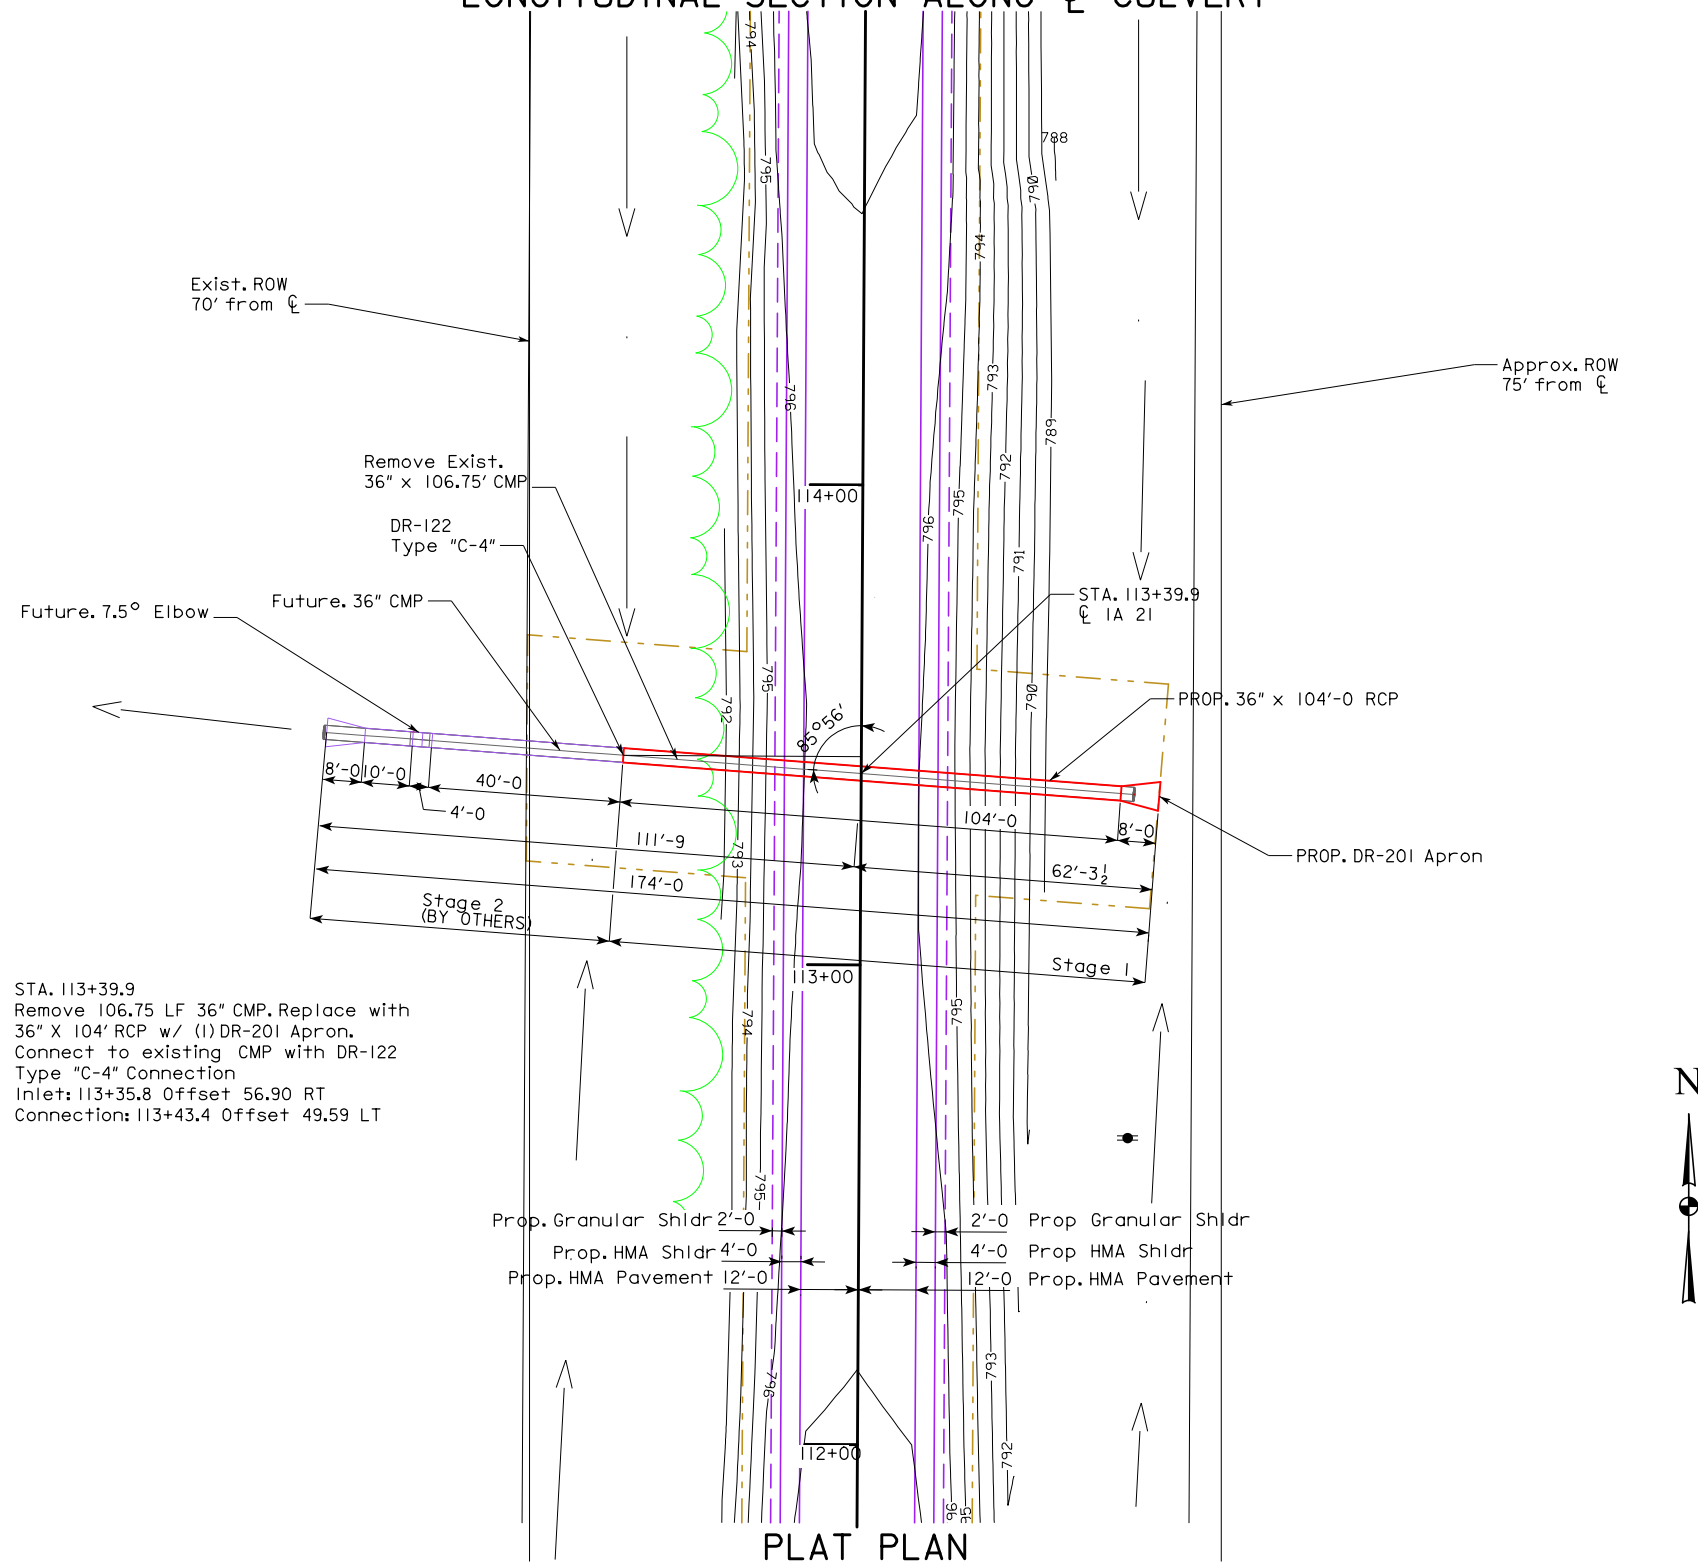 LONGITUDINAL SECTION ALONG ℄ CULVERT
794
788
795
790
794
Exist. ROW
70' from ℄
Approx. ROW
75' from ℄
793
796
789
Remove Exist.
36" x 106.75' CMP
792
114+00
795
796
DR-122
Type "C-4"
791
STA. 113+39.9
℄ IA 21
Future. 36" CMP
Future. 7.5° Elbow
795
790
792
PROP. 36" x 104'-0 RCP
85°56'
8'-0
10'-0
40'-0
4'-0
104'-0
8'-0
111'-9
793
PROP. DR-201 Apron
62'-3½
174'-0
Stage 2
(BY OTHERS)
Stage 1
113+00
STA. 113+39.9
Remove 106.75 LF 36" CMP. Replace with
36" X 104' RCP w/ (1) DR-201 Apron.
Connect to existing CMP with DR-122
Type "C-4" Connection
Inlet: 113+35.8 Offset 56.90 RT
Connection: 113+43.4 Offset 49.59 LT
794
795
N
795
Prop. Granular Shldr 2'-0
2'-0 Prop Granular Shldr
Prop. HMA Shldr 4'-0
4'-0 Prop HMA Shldr
Prop. HMA Pavement 12'-0
12'-0 Prop. HMA Pavement
793
796
112+00
792
96
95
PLAT PLAN